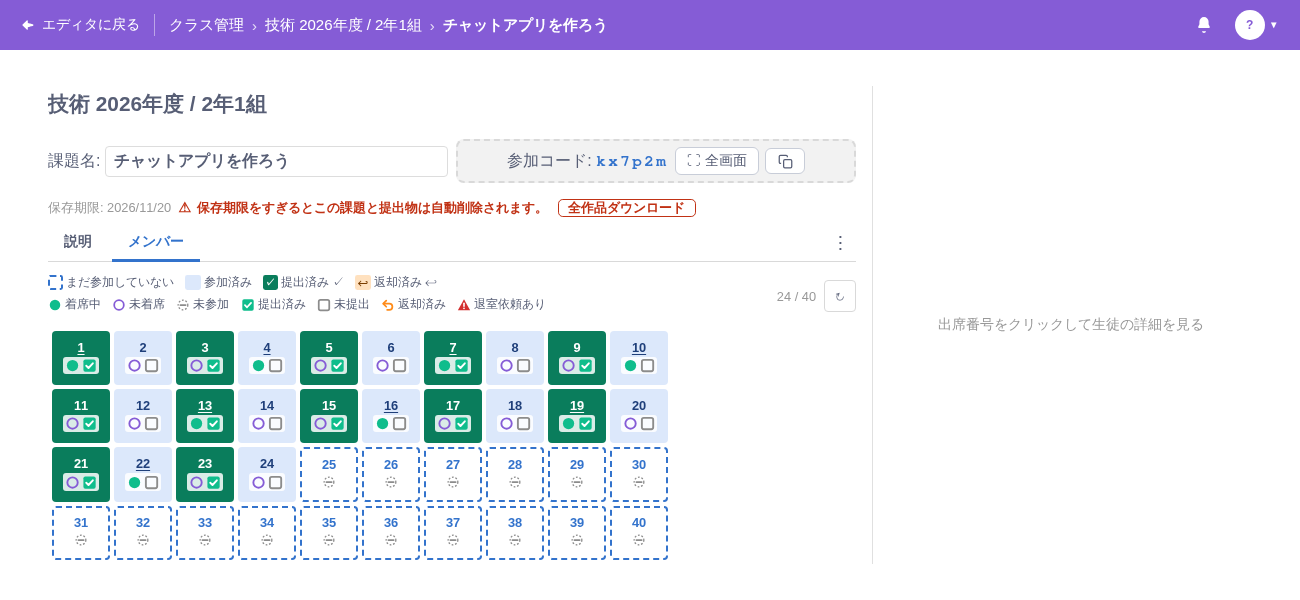 エディタに戻る クラス管理 › 技術 2026年度 / 2年1組 › チャットアプリを作ろう ?
技術 2026年度 / 2年1組
課題名: チャットアプリを作ろう 参加コード: kx7p2m 全画面
保存期限: 2026/11/20 ⚠ 保存期限をすぎるとこの課題と提出物は自動削除されます。 全作品ダウンロード
説明 メンバー
まだ参加していない 参加済み 提出済み ✓ 返却済み ↩
着席中 未着席 未参加 提出済み 未提出 返却済み 退室依頼あり
24 / 40
出席番号をクリックして生徒の詳細を見る
1 2 3 4 5 6 7 8 9 10
11 12 13 14 15 16 17 18 19 20
21 22 23 24 25 26 27 28 29 30
31 32 33 34 35 36 37 38 39 40